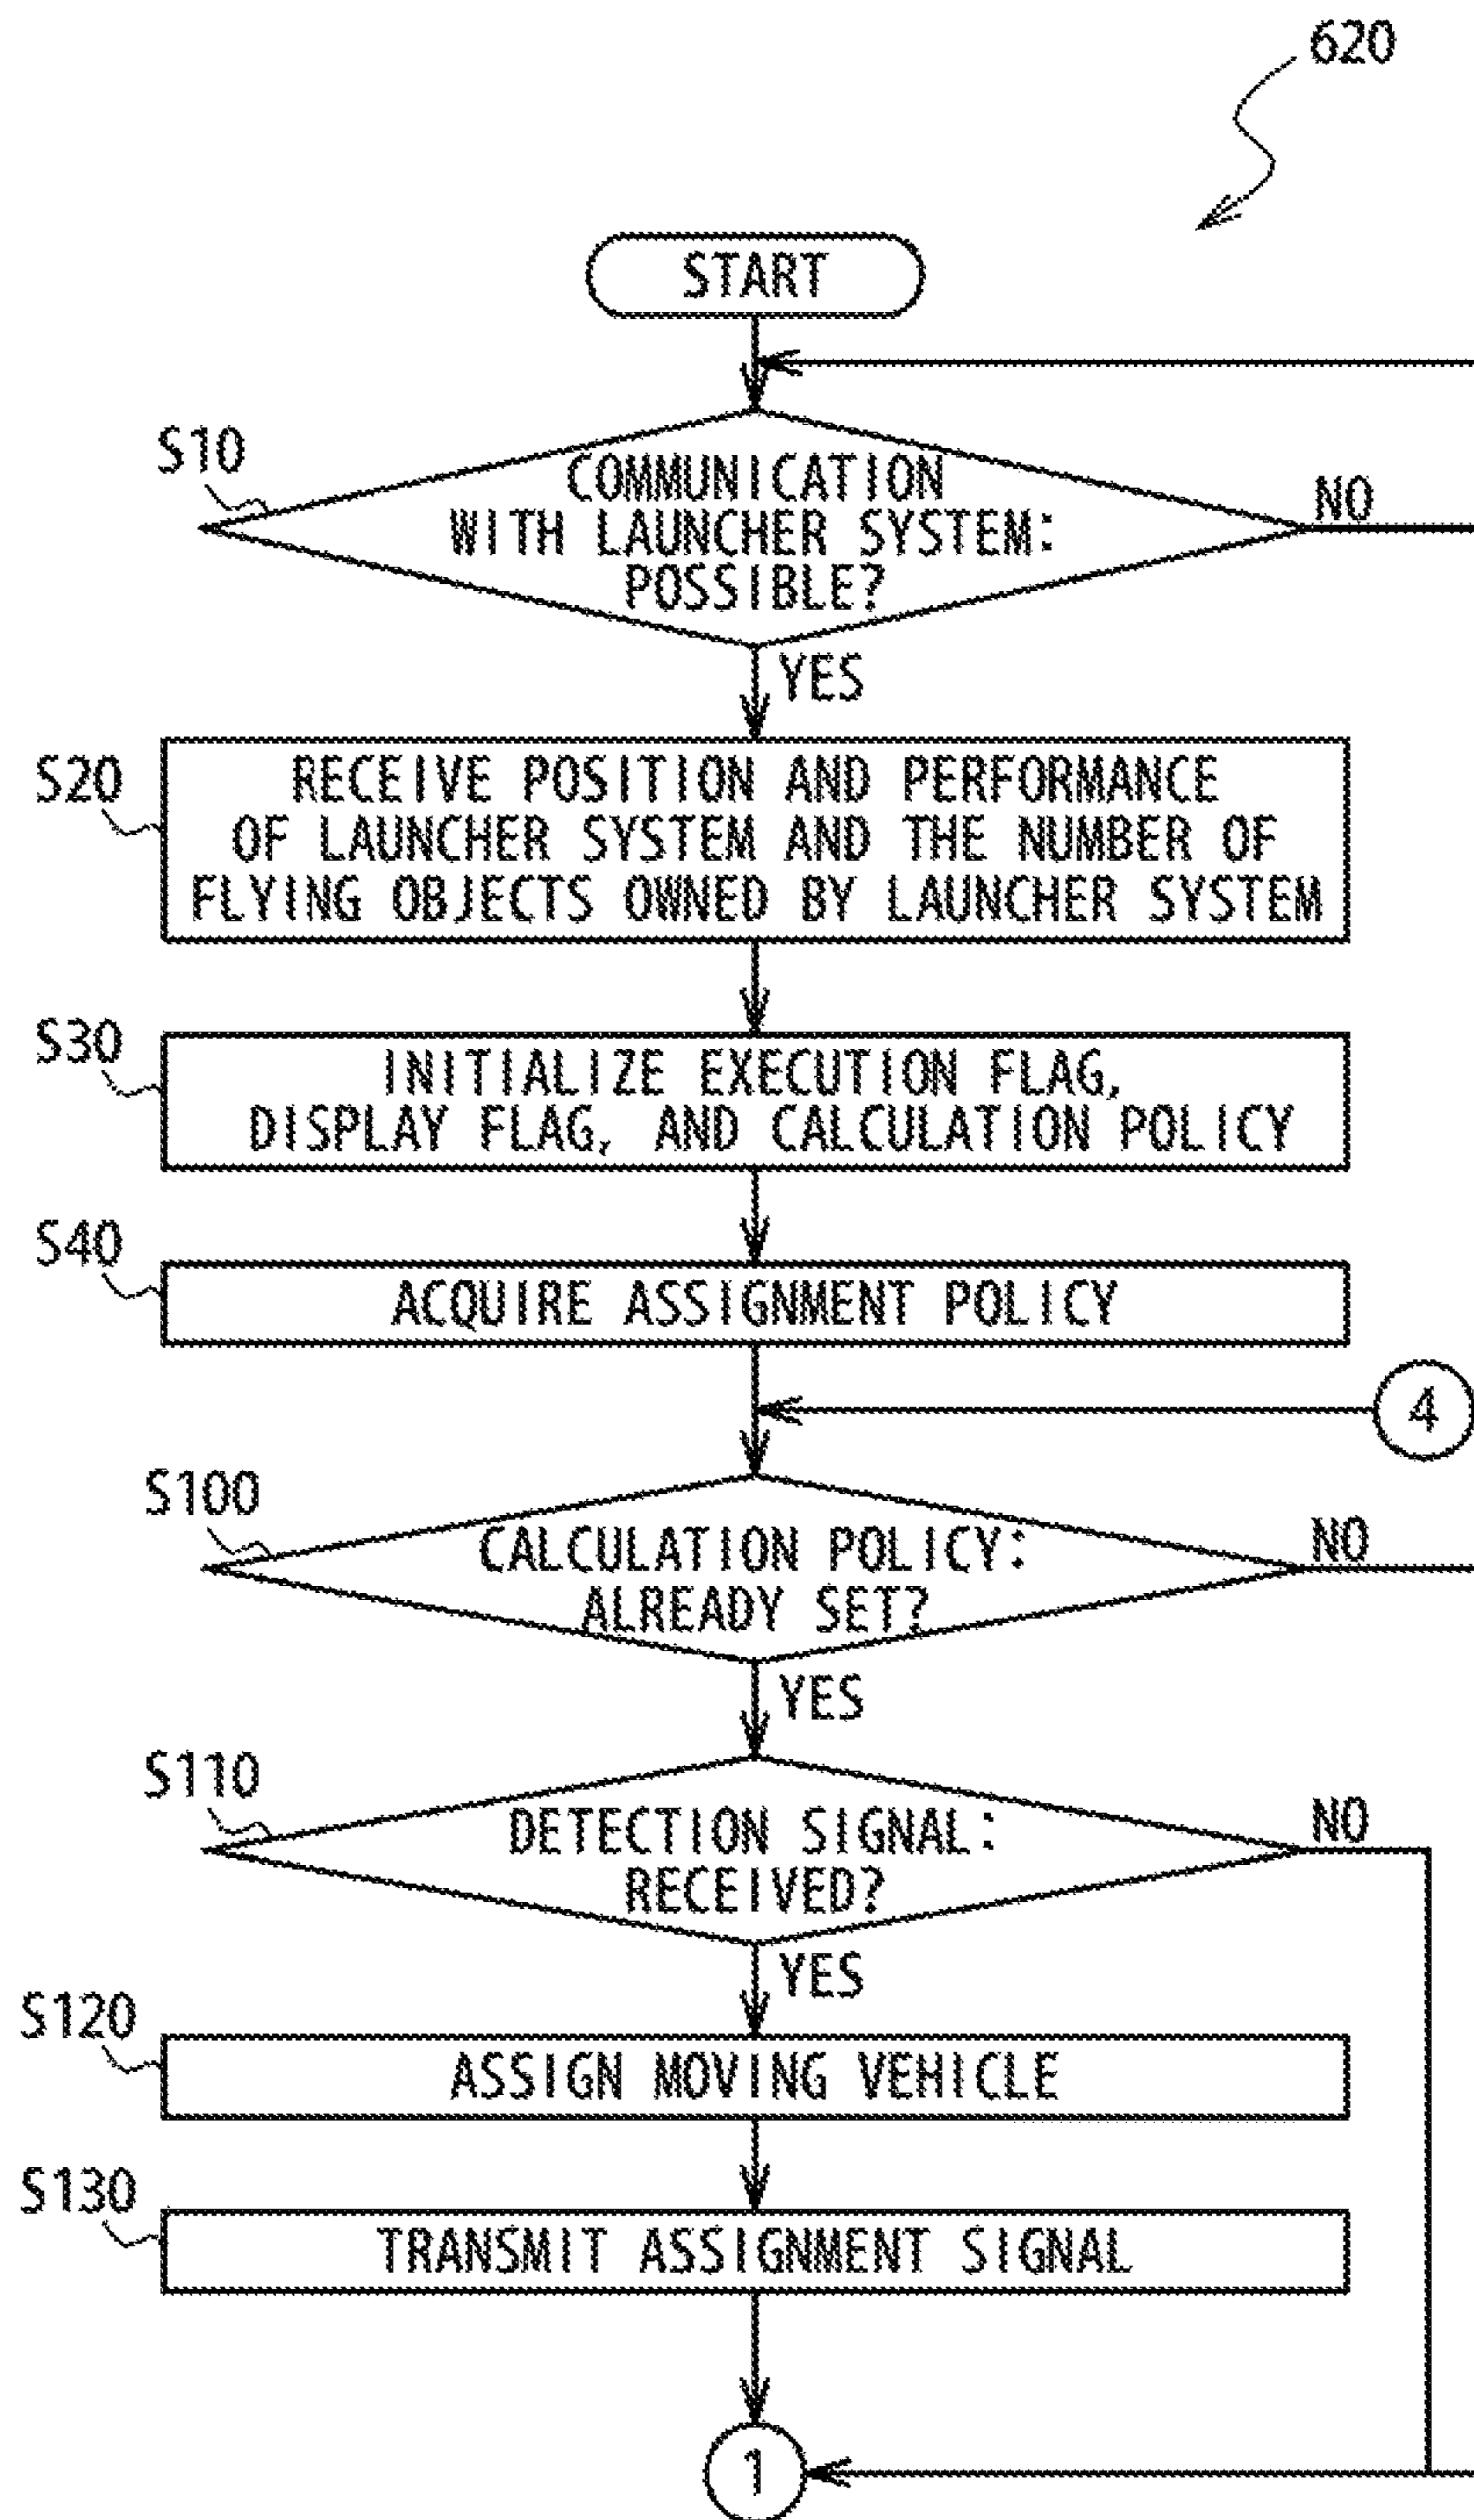 620
START
S10
COMMUNICATION
WITH LAUNCHER SYSTEM:
POSSIBLE?
NO
YES
S20
RECEIVE POSITION AND PERFORMANCE
OF LAUNCHER SYSTEM AND THE NUMBER OF
FLYING OBJECTS OWNED BY LAUNCHER SYSTEM
S30
INITIALIZE EXECUTION FLAG,
DISPLAY FLAG, AND CALCULATION POLICY
S40
ACQUIRE ASSIGNMENT POLICY
4
S100
CALCULATION POLICY:
ALREADY SET?
NO
YES
S110
DETECTION SIGNAL:
RECEIVED?
NO
YES
S120
ASSIGN MOVING VEHICLE
S130
TRANSMIT ASSIGNMENT SIGNAL
1